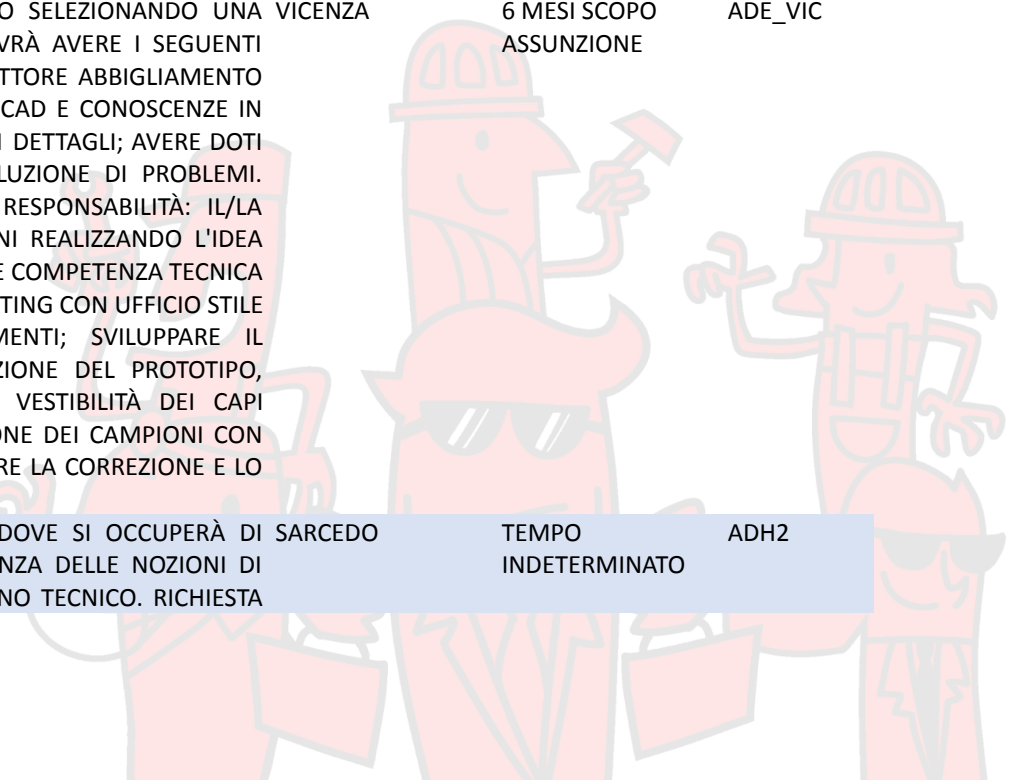 O SELEZIONANDO UNA VICENZA 6 MESI SCOPO ADE_VIC
VRÀ AVERE I SEGUENTI ASSUNZIONE
TTORE ABBIGLIAMENTO
CAD E CONOSCENZE IN
I DETTAGLI; AVERE DOTI
LUZIONE DI PROBLEMI.
RESPONSABILITÀ: IL/LA
NI REALIZZANDO L'IDEA
E COMPETENZA TECNICA
TING CON UFFICIO STILE
MENTI; SVILUPPARE IL
ZIONE DEL PROTOTIPO,
VESTIBILITÀ DEI CAPI
ONE DEI CAMPIONI CON
RE LA CORREZIONE E LO
DOVE SI OCCUPERÀ DI SARCEDO TEMPO ADH2
NZA DELLE NOZIONI DI INDETERMINATO
NO TECNICO. RICHIESTA